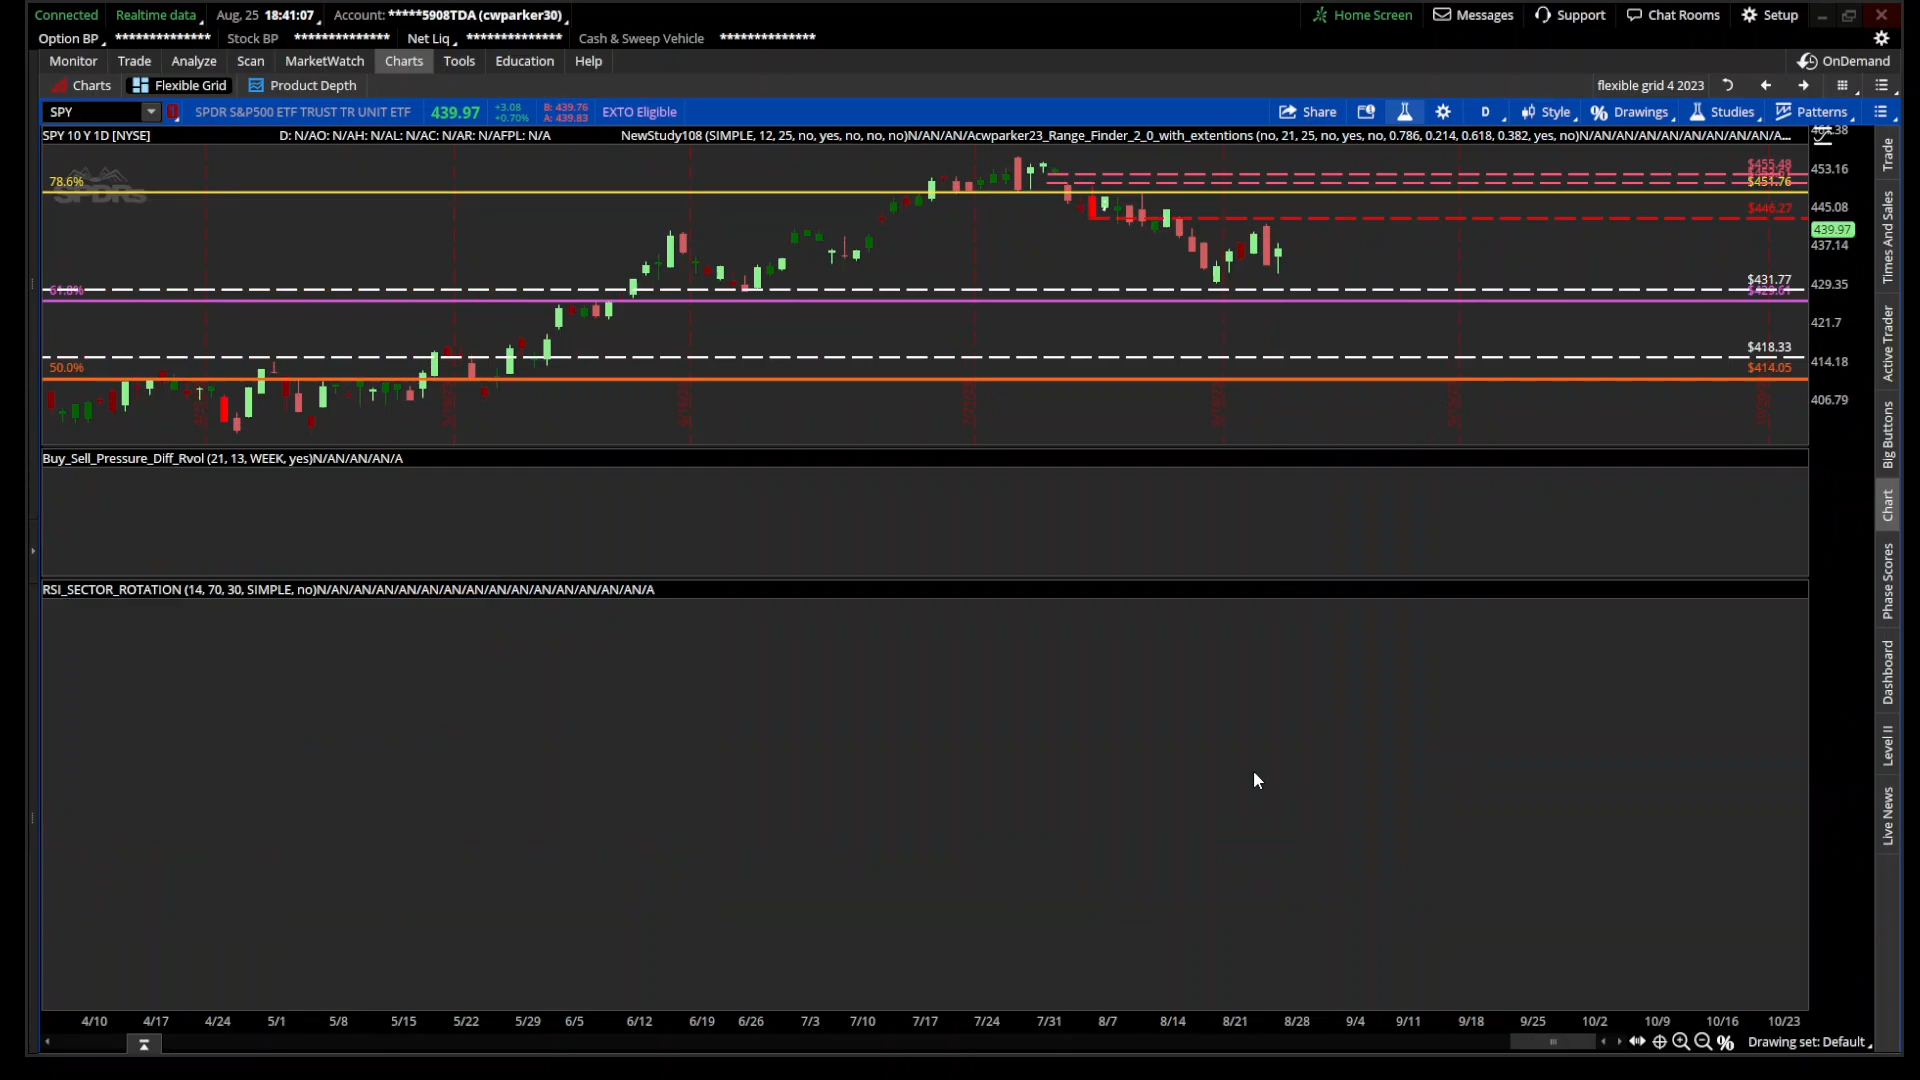 Connected Realtime data Aug, 25 18:41:07 Account: *****5908TDA (cwparker30) Home Screen Messages Support Chat Rooms Setup
Option BP ************** Stock BP ************** Net Liq ************** Cash & Sweep Vehicle **************
Monitor Trade Analyze Scan MarketWatch Charts Tools Education Help OnDemand
Charts Flexible Grid Product Depth flexible grid 4 2023
SPY SPDR S&P500 ETF TRUST TR UNIT ETF 439.97 +3.08 +0.70% B: 439.76 A: 439.83 EXTO Eligible Share D Style Drawings Studies Patterns
SPY 10 Y 1D [NYSE] D: N/AO: N/AH: N/AL: N/AC: N/AR: N/AFPL: N/A NewStudy108 (SIMPLE, 12, 25, no, yes, no, no, no)N/AN/AN/Acwparker23_Range_Finder_2_0_with_extentions (no, 21, 25, no, yes, no, 0.786, 0.214, 0.618, 0.382, yes, no)N/AN/AN/AN/AN/AN/AN/AN/AN/A...
$455.48
453.16
78.6% $451.76
SPDRs
$446.27
445.08
439.97
437.14
$431.77
429.35
61.8% $429.61
421.7
$418.33
414.18
50.0% $414.05
406.79
Buy_Sell_Pressure_Diff_Rvol (21, 13, WEEK, yes)N/AN/AN/AN/A
RSI_SECTOR_ROTATION (14, 70, 30, SIMPLE, no)N/AN/AN/AN/AN/AN/AN/AN/AN/AN/AN/AN/AN/AN/AN/A
4/10 4/17 4/24 5/1 5/8 5/15 5/22 5/29 6/5 6/12 6/19 6/26 7/3 7/10 7/17 7/24 7/31 8/7 8/14 8/21 8/28 9/4 9/11 9/18 9/25 10/2 10/9 10/16 10/23
Drawing set: Default
Trade
Times And Sales
Active Trader
Big Buttons
Chart
Phase Scores
Dashboard
Level II
Live News